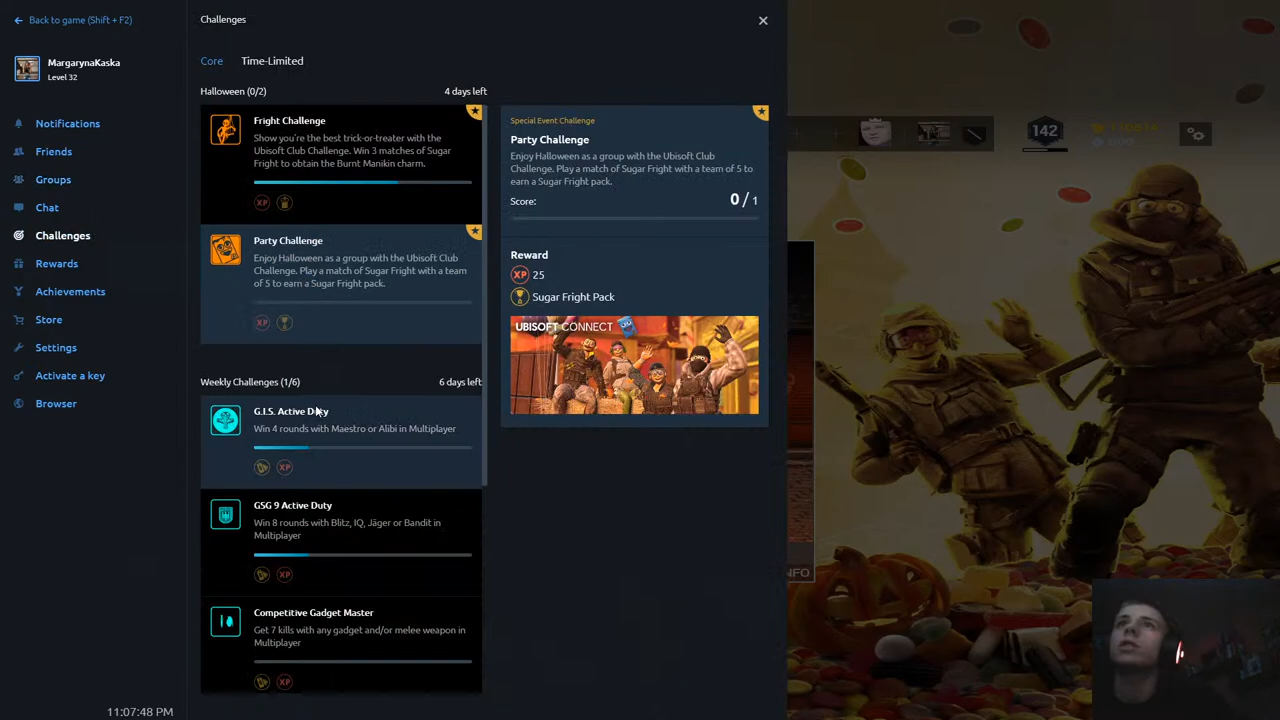 Back to game (Shift + F2)
MargarynaKaska
Level 32
Notifications
Friends
Groups
Chat
Challenges
Rewards
Achievements
Store
Settings
Activate a key
Browser
11:07:48 PM
Challenges
Core
Time-Limited
Halloween (0/2)
4 days left
Fright Challenge
Show you're the best trick-or-treater with the
Ubisoft Club Challenge. Win 3 matches of Sugar
Fright to obtain the Burnt Manikin charm.
XP
Party Challenge
Enjoy Halloween as a group with the Ubisoft Club
Challenge. Play a match of Sugar Fright with a team
of 5 to earn a Sugar Fright pack.
XP
Weekly Challenges (1/6)
6 days left
G.I.S. Active Duty
Win 4 rounds with Maestro or Alibi in Multiplayer
XP
GSG 9 Active Duty
Win 8 rounds with Blitz, IQ, Jäger or Bandit in
Multiplayer
XP
Competitive Gadget Master
Get 7 kills with any gadget and/or melee weapon in
Multiplayer
XP
Special Event Challenge
Party Challenge
Enjoy Halloween as a group with the Ubisoft Club
Challenge. Play a match of Sugar Fright with a team of 5 to
earn a Sugar Fright pack.
Score:
0 / 1
Reward
XP 25
Sugar Fright Pack
UBISOFT CONNECT
142
NFO